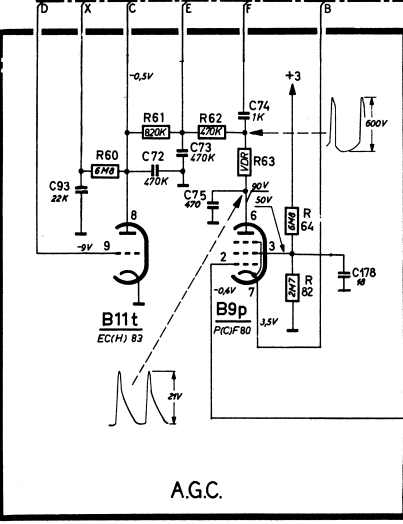 D X C E F B
-0,5V
C74
1K
+3
600V
R61
820K
R62
470K
C73
470K
R60
6M8
C72
470K
VDR
R63
C93
22K
C75
470
90V
50V
6M8
R
64
-9V
9
8
6
2
3
7
-0,4V
3,5V
2M7
R
82
C178
B11t
EC(H) 83
B9p
P(C)F80
21V
A.G.C.